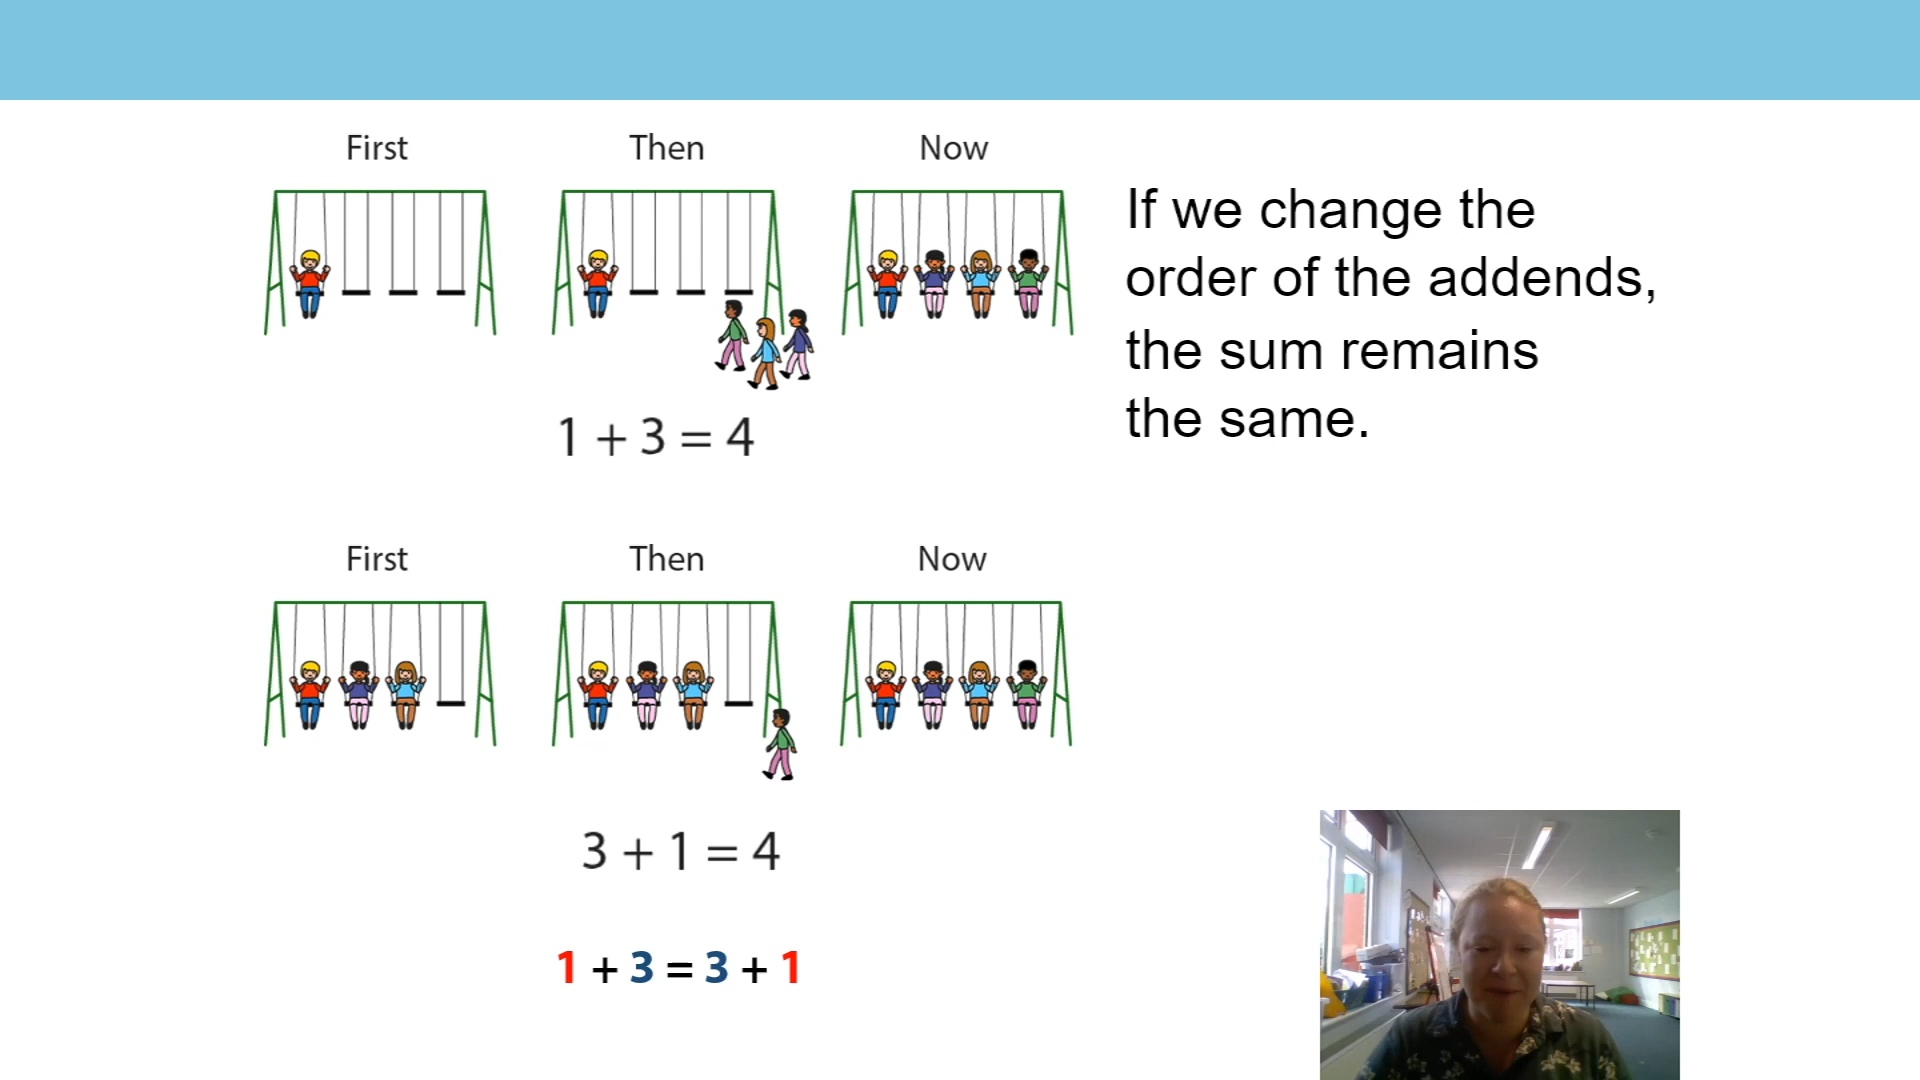 First Then Now
1 + 3 = 4
If we change the
order of the addends,
the sum remains
the same.
First Then Now
3 + 1 = 4
1 + 3 = 3 + 1